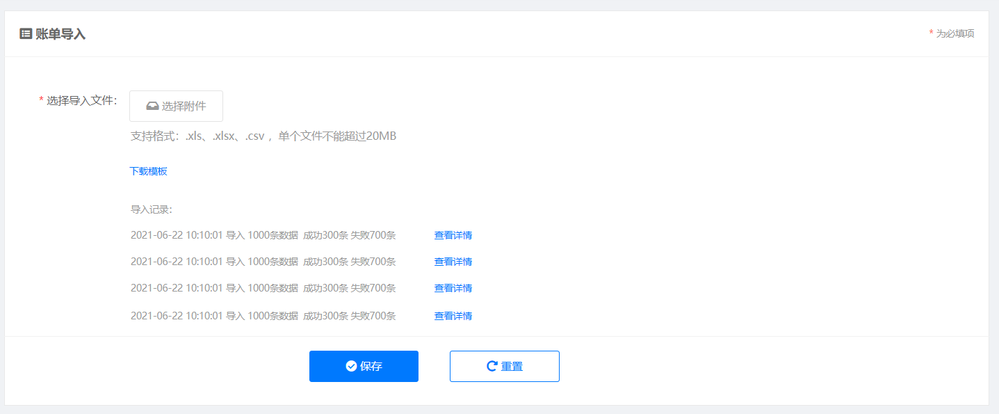 账单导入
* 为必填项
* 选择导入文件：
选择附件
支持格式：.xls、.xlsx、.csv ，单个文件不能超过20MB
下载模板
导入记录：
2021-06-22 10:10:01 导入 1000条数据 成功300条 失败700条 查看详情
2021-06-22 10:10:01 导入 1000条数据 成功300条 失败700条 查看详情
2021-06-22 10:10:01 导入 1000条数据 成功300条 失败700条 查看详情
2021-06-22 10:10:01 导入 1000条数据 成功300条 失败700条 查看详情
保存 重置